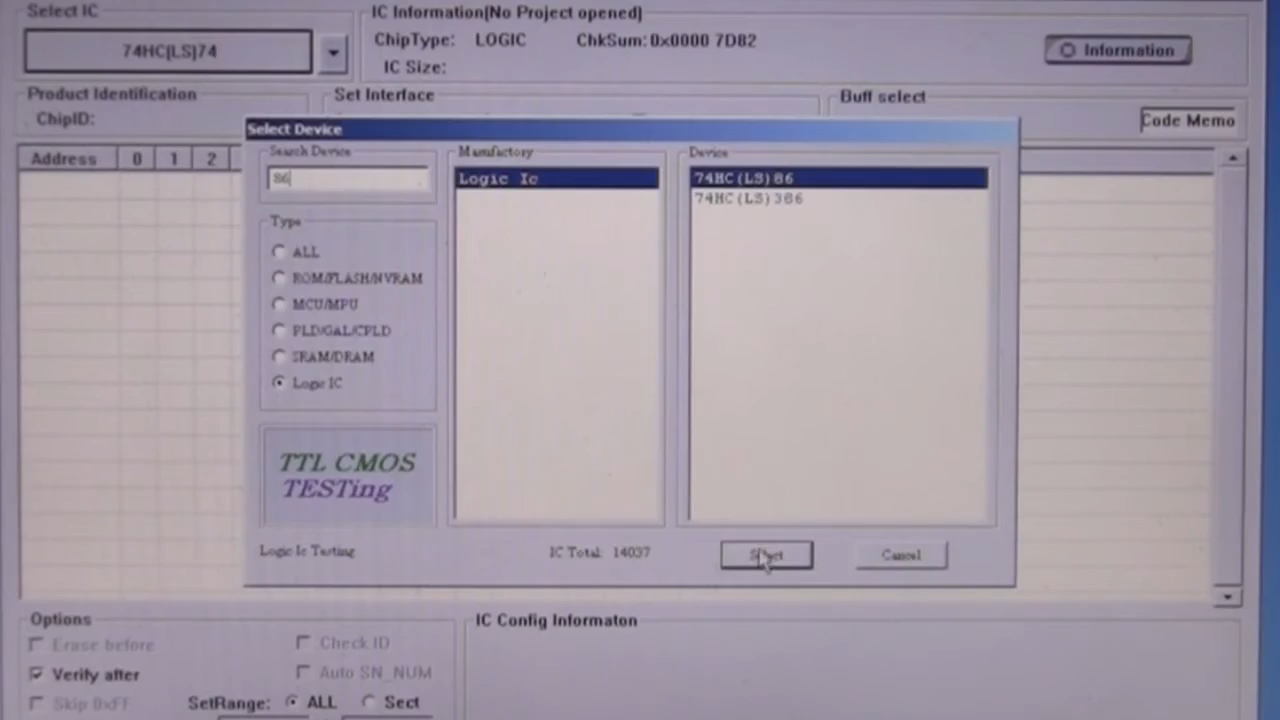 Select IC
74HC(LS)74
IC Information(No Project opened)
ChipType: LOGIC ChkSum: 0x0000 7D82
IC Size:
Information
Product Identification
ChipID:
Set Interface
Buff select
Code Memo
Address 0 1 2
Select Device
Search Device
86
Type
ALL
ROM/FLASH/NVRAM
MCU/MPU
PLD/GAL/CPLD
SRAM/DRAM
Logic IC
TTL CMOS
TESTing
Manufactory
Logic Ic
Device
74HC(LS)86
74HC(LS)386
Logic Ic Testing
IC Total: 14037
Select
Cancel
Options
Erase before
Check ID
Verify after
Auto SN_NUM
Skip 0xFF
SetRange: ALL Sect
IC Config Informaton